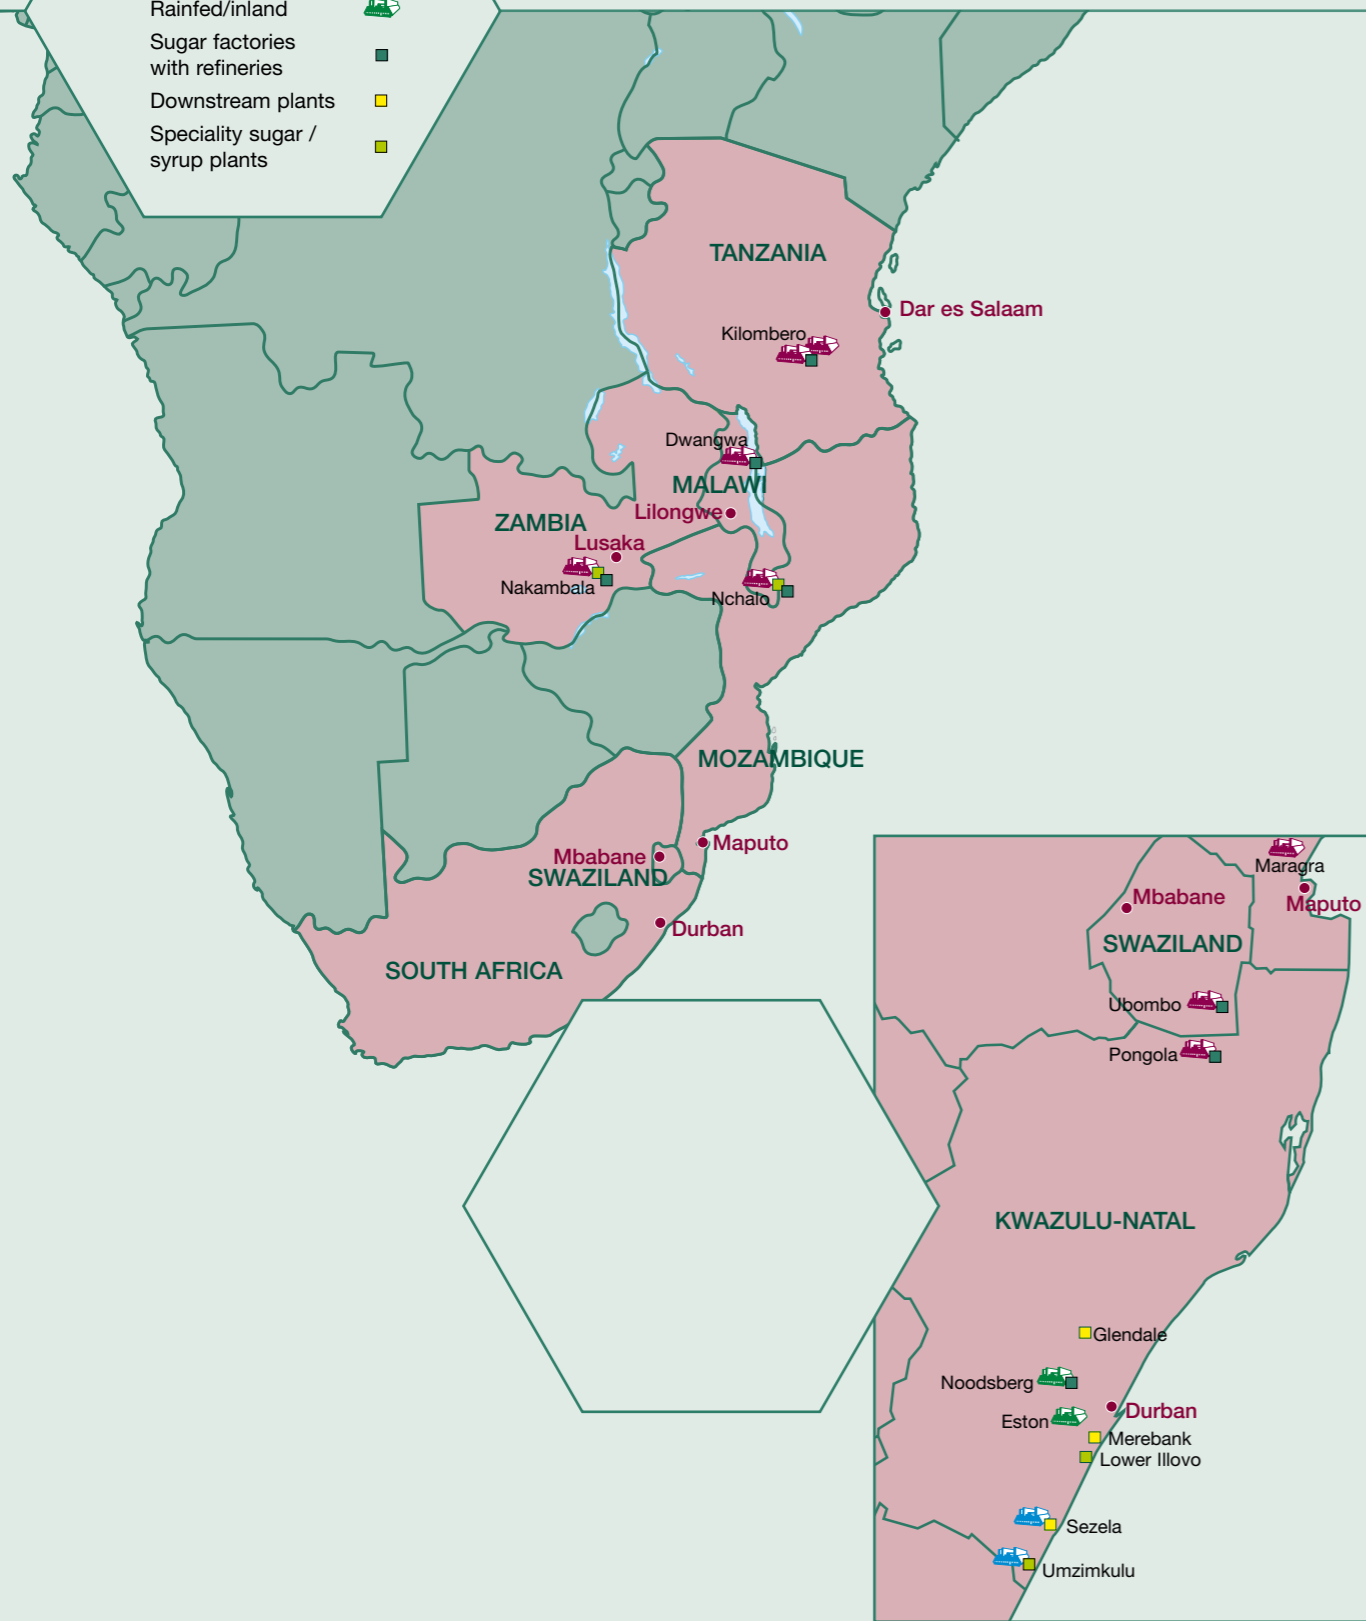 Rainfed/inland
Sugar factories
with refineries
Downstream plants
Speciality sugar /
syrup plants
TANZANIA
Dar es Salaam
Kilombero
Dwangwa
MALAWI
Lilongwe
ZAMBIA
Lusaka
Nakambala
Nchalo
MOZAMBIQUE
Maputo
Mbabane
SWAZILAND
Durban
SOUTH AFRICA
Maragra
Maputo
Mbabane
SWAZILAND
Ubombo
Pongola
KWAZULU-NATAL
Glendale
Noodsberg
Eston
Durban
Merebank
Lower Illovo
Sezela
Umzimkulu